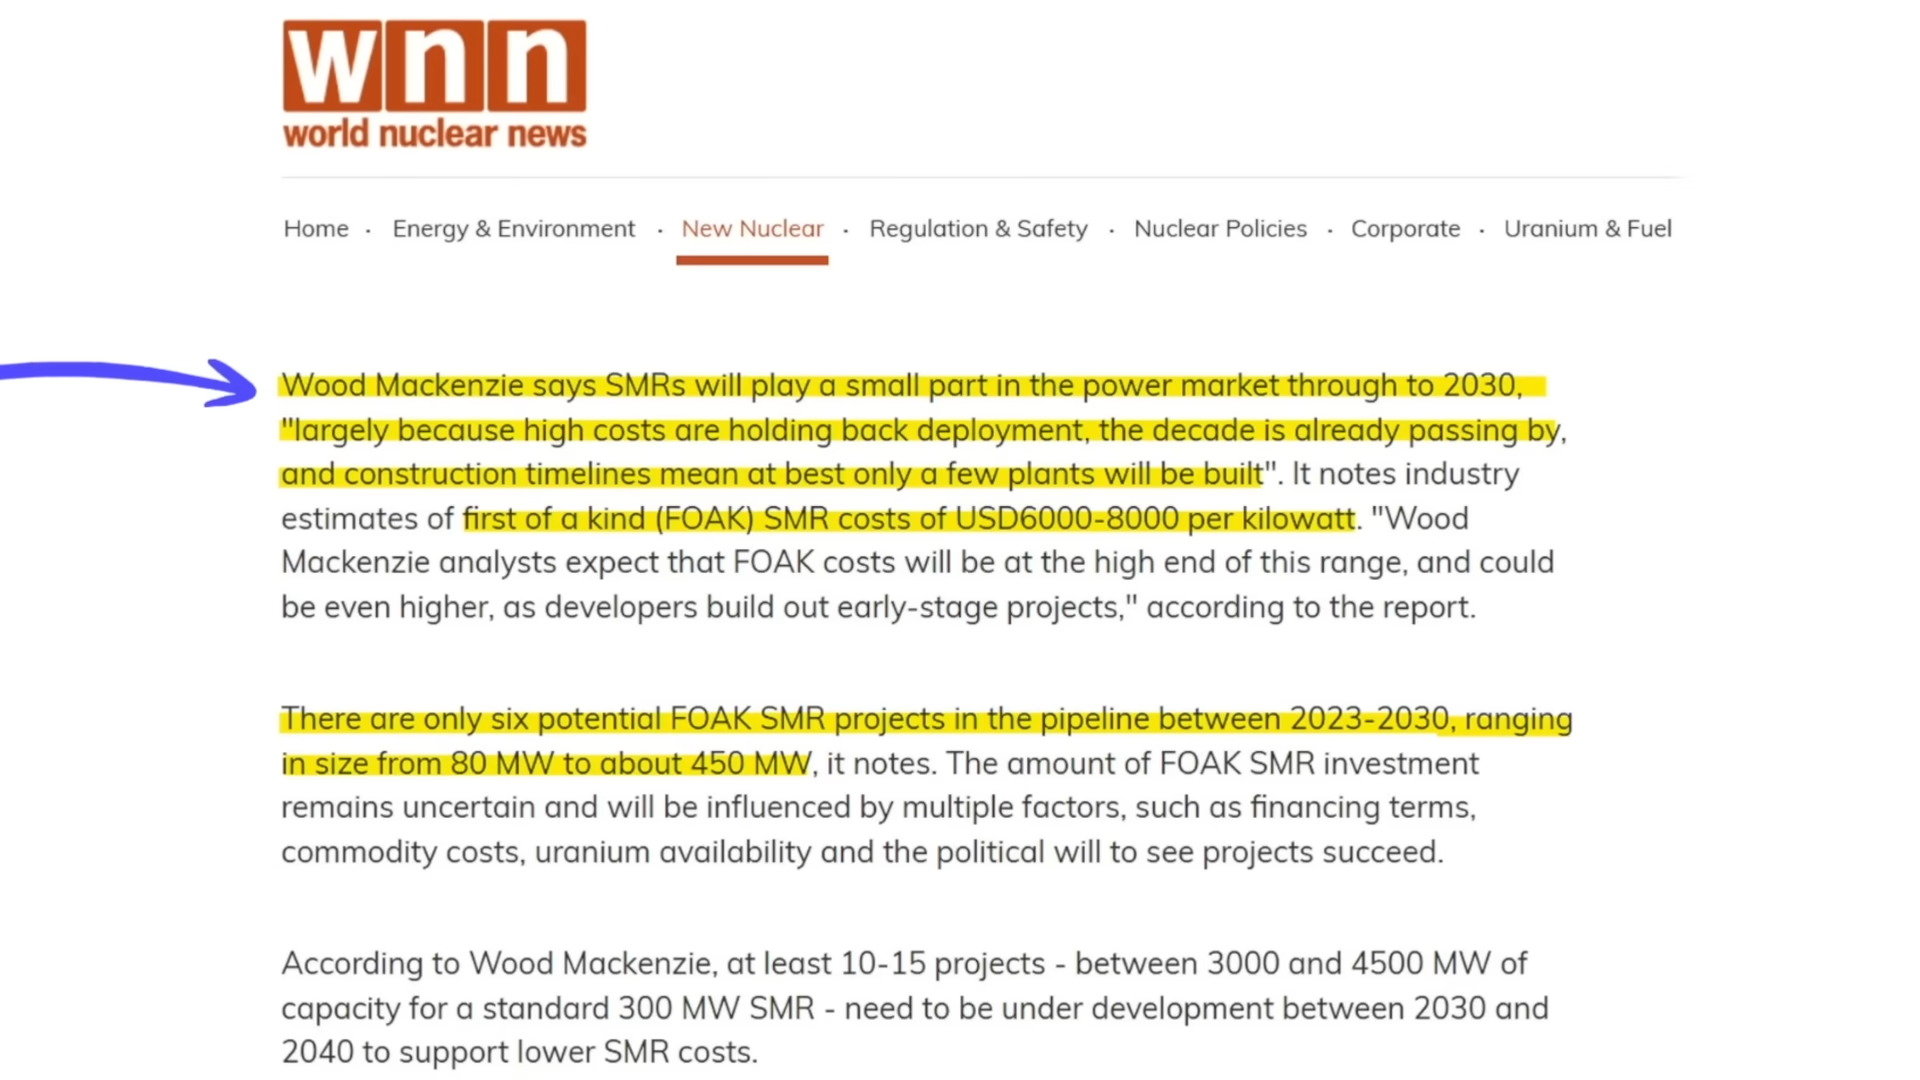 wnn
world nuclear news
Home · Energy & Environment · New Nuclear · Regulation & Safety · Nuclear Policies · Corporate · Uranium & Fuel
Wood Mackenzie says SMRs will play a small part in the power market through to 2030,
"largely because high costs are holding back deployment, the decade is already passing by,
and construction timelines mean at best only a few plants will be built". It notes industry
estimates of first of a kind (FOAK) SMR costs of USD6000-8000 per kilowatt. "Wood
Mackenzie analysts expect that FOAK costs will be at the high end of this range, and could
be even higher, as developers build out early-stage projects," according to the report.
There are only six potential FOAK SMR projects in the pipeline between 2023-2030, ranging
in size from 80 MW to about 450 MW, it notes. The amount of FOAK SMR investment
remains uncertain and will be influenced by multiple factors, such as financing terms,
commodity costs, uranium availability and the political will to see projects succeed.
According to Wood Mackenzie, at least 10-15 projects - between 3000 and 4500 MW of
capacity for a standard 300 MW SMR - need to be under development between 2030 and
2040 to support lower SMR costs.